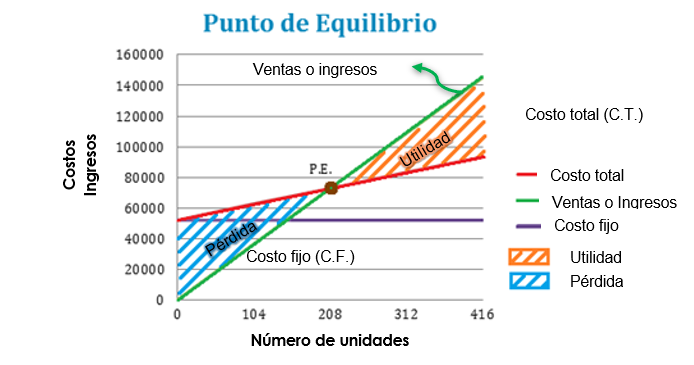 Punto de Equilibrio
160000
140000
120000
100000
80000
60000
40000
20000
0
Costos
Ingresos
Ventas o ingresos
P.E.
Utilidad
Pérdida
Costo fijo (C.F.)
0 104 208 312 416
Número de unidades
Costo total (C.T.)
Costo total
Ventas o Ingresos
Costo fijo
Utilidad
Pérdida